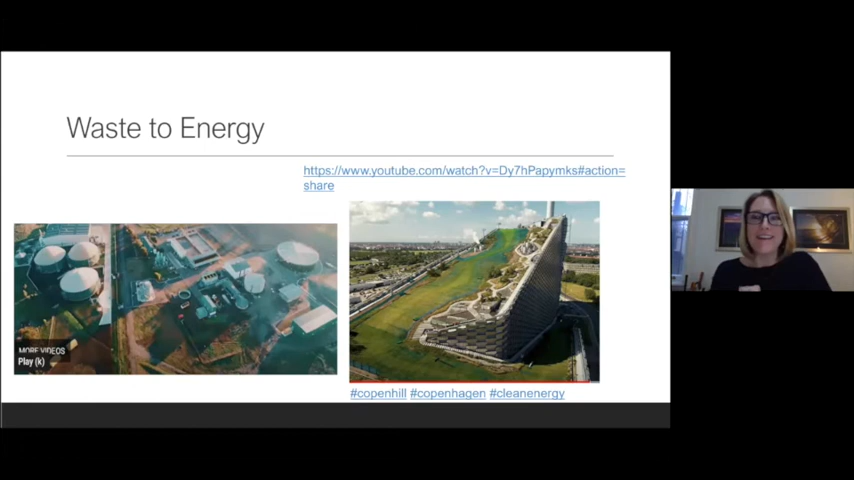 Waste to Energy
https://www.youtube.com/watch?v=Dy7hPapymks#action=
share
MORE VIDEOS
Play (k)
#copenhill #copenhagen #cleanenergy